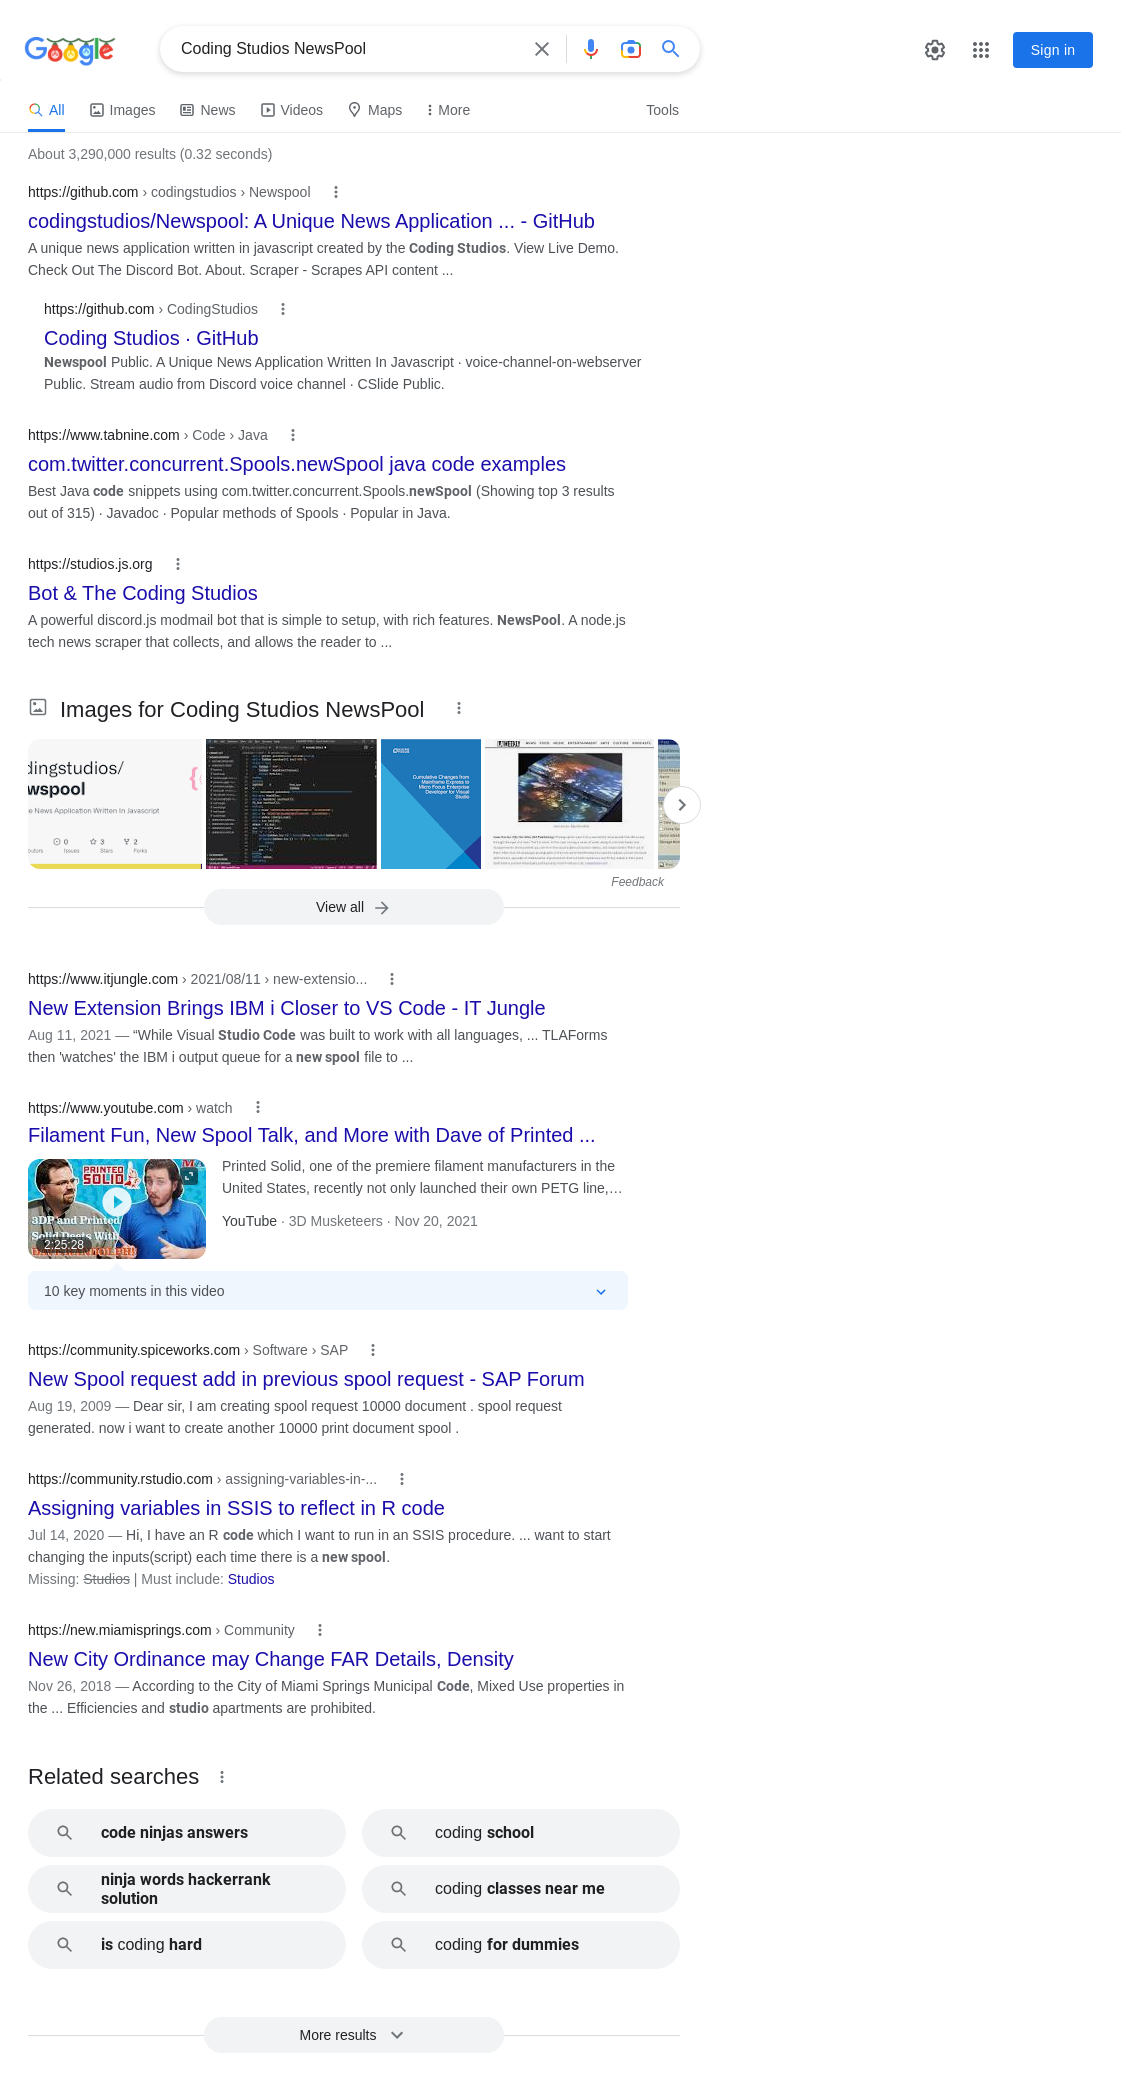 Google
Coding Studios NewsPool
Sign in
All
Images
News
Videos
Maps
More
Tools
About 3,290,000 results (0.32 seconds)
https://github.com › codingstudios › Newspool
codingstudios/Newspool: A Unique News Application ... - GitHub
A unique news application written in javascript created by the Coding Studios. View Live Demo.
Check Out The Discord Bot. About. Scraper - Scrapes API content ...
https://github.com › CodingStudios
Coding Studios · GitHub
Newspool Public. A Unique News Application Written In Javascript · voice-channel-on-webserver
Public. Stream audio from Discord voice channel · CSlide Public.
https://www.tabnine.com › Code › Java
com.twitter.concurrent.Spools.newSpool java code examples
Best Java code snippets using com.twitter.concurrent.Spools.newSpool (Showing top 3 results
out of 315) · Javadoc · Popular methods of Spools · Popular in Java.
https://studios.js.org
Bot & The Coding Studios
A powerful discord.js modmail bot that is simple to setup, with rich features. NewsPool. A node.js
tech news scraper that collects, and allows the reader to ...
Images for Coding Studios NewsPool
dingstudios/
wspool
e News Application Written In Javascript
0
3
2
utors
Issues
Stars
Forks
Cumulative Changes from
Mainframe Express to
Micro Focus Enterprise
Developer for Visual
Studio
Feedback
View all
https://www.itjungle.com › 2021/08/11 › new-extensio...
New Extension Brings IBM i Closer to VS Code - IT Jungle
Aug 11, 2021 — “While Visual Studio Code was built to work with all languages, ... TLAForms
then 'watches' the IBM i output queue for a new spool file to ...
https://www.youtube.com › watch
Filament Fun, New Spool Talk, and More with Dave of Printed ...
PRINTED
SOLID
3DP and Printed
Solid Deets With
2:25:28
Printed Solid, one of the premiere filament manufacturers in the
United States, recently not only launched their own PETG line,…
YouTube · 3D Musketeers · Nov 20, 2021
10 key moments in this video
https://community.spiceworks.com › Software › SAP
New Spool request add in previous spool request - SAP Forum
Aug 19, 2009 — Dear sir, I am creating spool request 10000 document . spool request
generated. now i want to create another 10000 print document spool .
https://community.rstudio.com › assigning-variables-in-...
Assigning variables in SSIS to reflect in R code
Jul 14, 2020 — Hi, I have an R code which I want to run in an SSIS procedure. ... want to start
changing the inputs(script) each time there is a new spool.
Missing: Studios | Must include: Studios
https://new.miamisprings.com › Community
New City Ordinance may Change FAR Details, Density
Nov 26, 2018 — According to the City of Miami Springs Municipal Code, Mixed Use properties in
the ... Efficiencies and studio apartments are prohibited.
Related searches
code ninjas answers
coding school
ninja words hackerrank
solution
coding classes near me
is coding hard
coding for dummies
More results